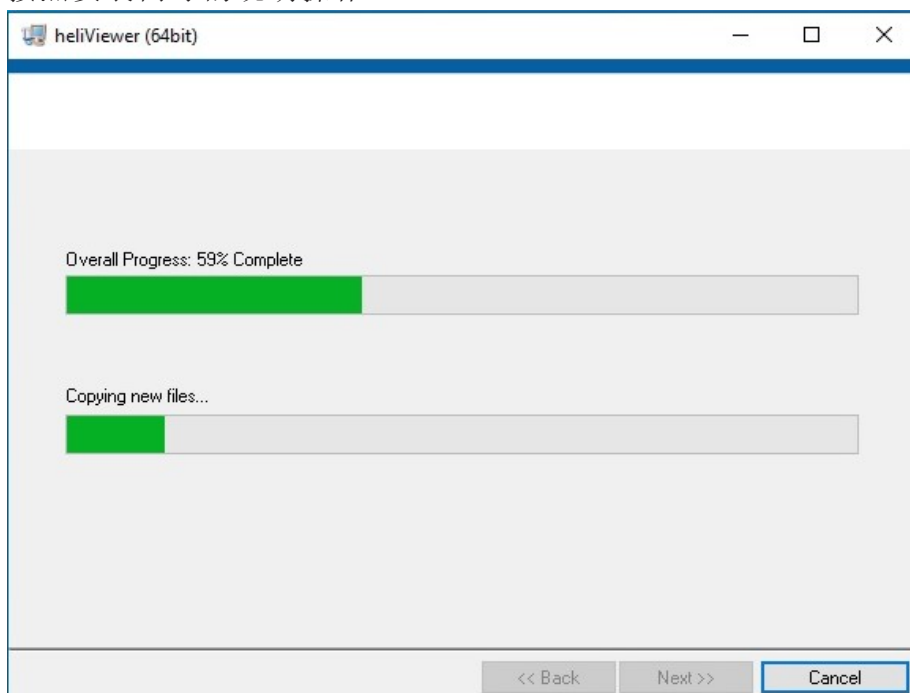 heliViewer (64bit)
Overall Progress: 59% Complete
Copying new files...
<< Back
Next >>
Cancel